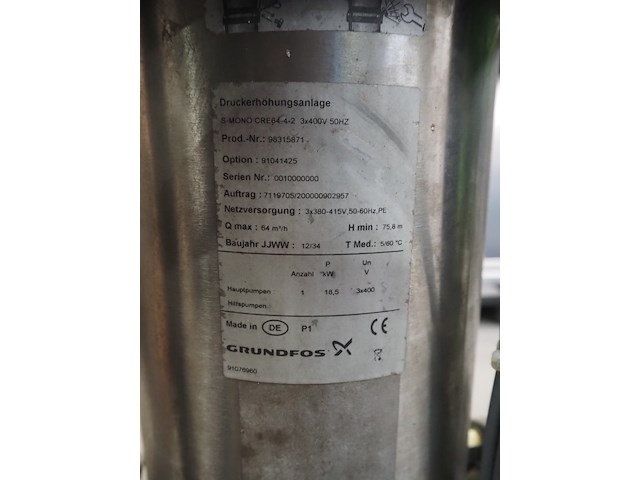 Druckerhöhungsanlage
S-MONO CRE64-4-2 3x400V 50HZ
Prod.-Nr.: 98315871
Option : 91041425
Serien Nr.: 0010000000
Auftrag : 7119705/200000902957
Netzversorgung : 3x380-415V,50-60Hz,PE
Q max : 64 m³/h H min : 75,8 m
Baujahr JJWW : 12/34 T Med.: 5/60 °C
P Un
Anzahl kW V
Hauptpumpen 1 18,5 3x400
Hilfspumpen
Made in DE P1 CE
GRUNDFOS
91076960